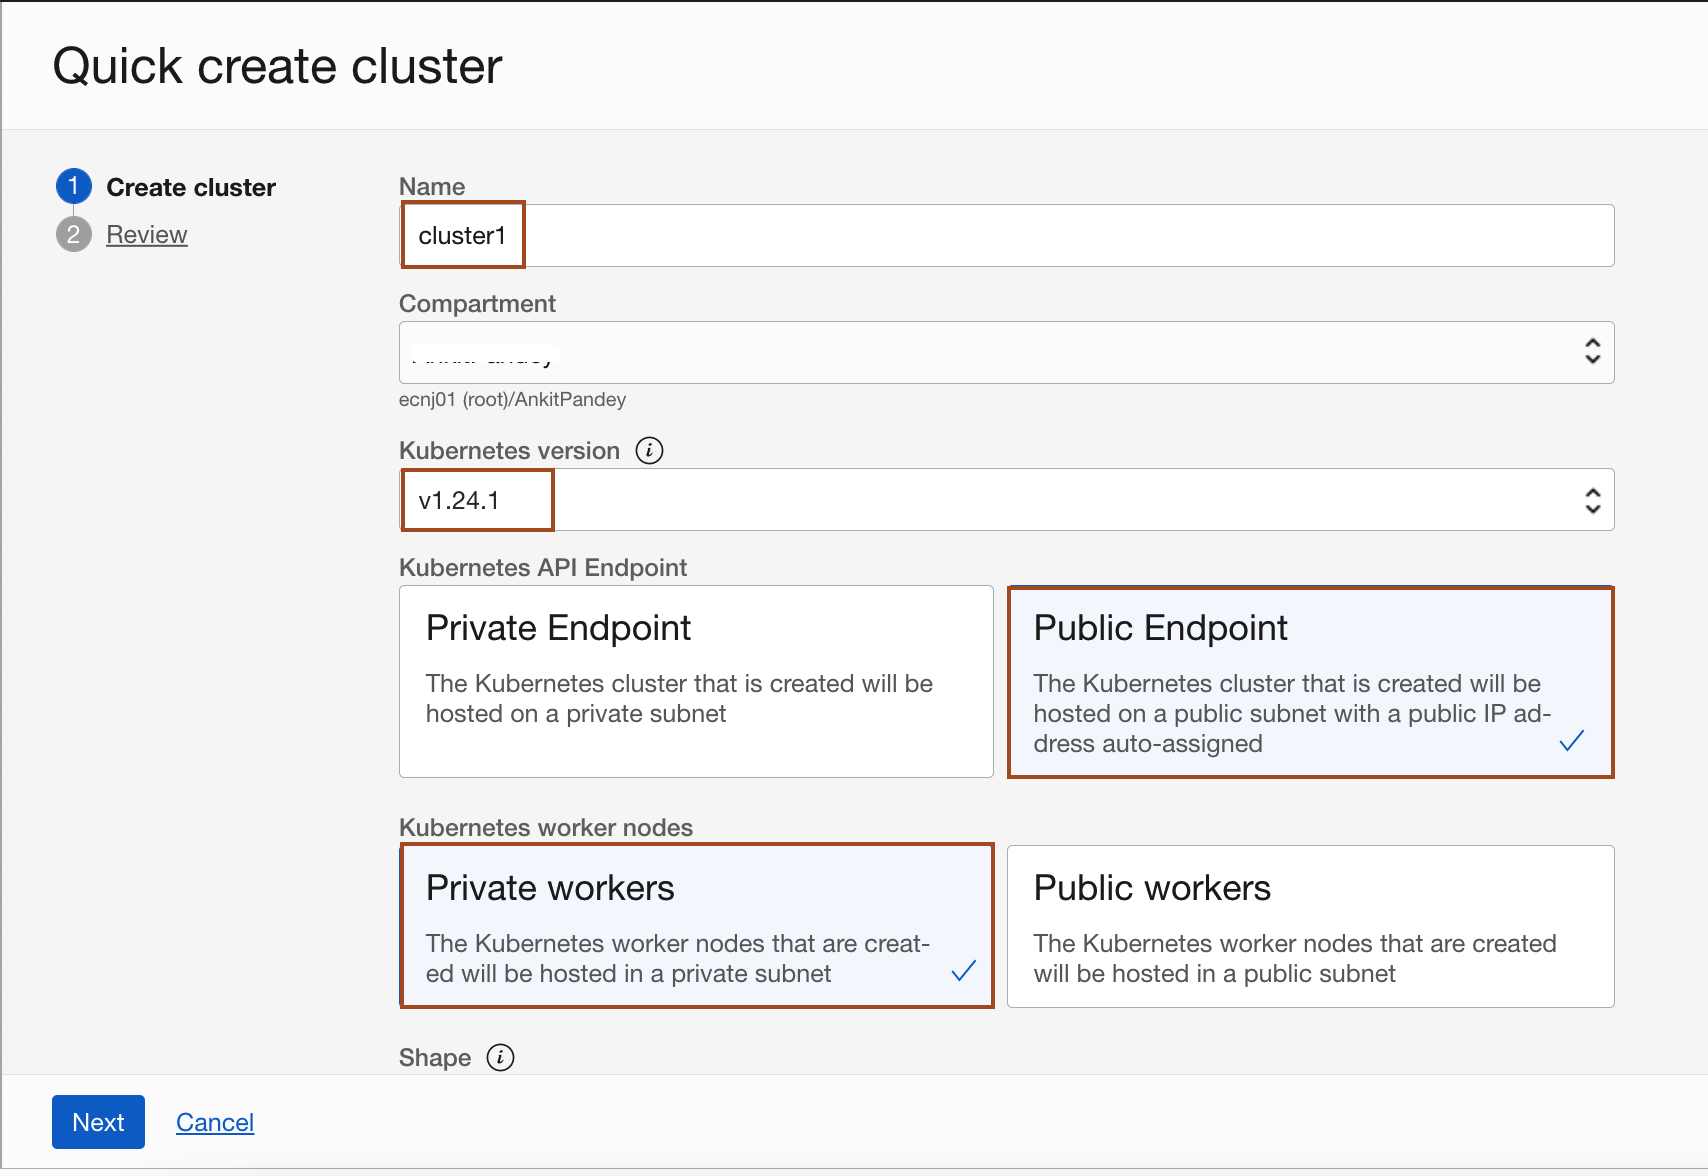 Quick create cluster
1 Create cluster
2 Review
Name
cluster1
Compartment
ecnj01 (root)/AnkitPandey
Kubernetes version i
v1.24.1
Kubernetes API Endpoint
Private Endpoint
The Kubernetes cluster that is created will be
hosted on a private subnet
Public Endpoint
The Kubernetes cluster that is created will be
hosted on a public subnet with a public IP ad-
dress auto-assigned
Kubernetes worker nodes
Private workers
The Kubernetes worker nodes that are creat-
ed will be hosted in a private subnet
Public workers
The Kubernetes worker nodes that are created
will be hosted in a public subnet
Shape i
Next Cancel